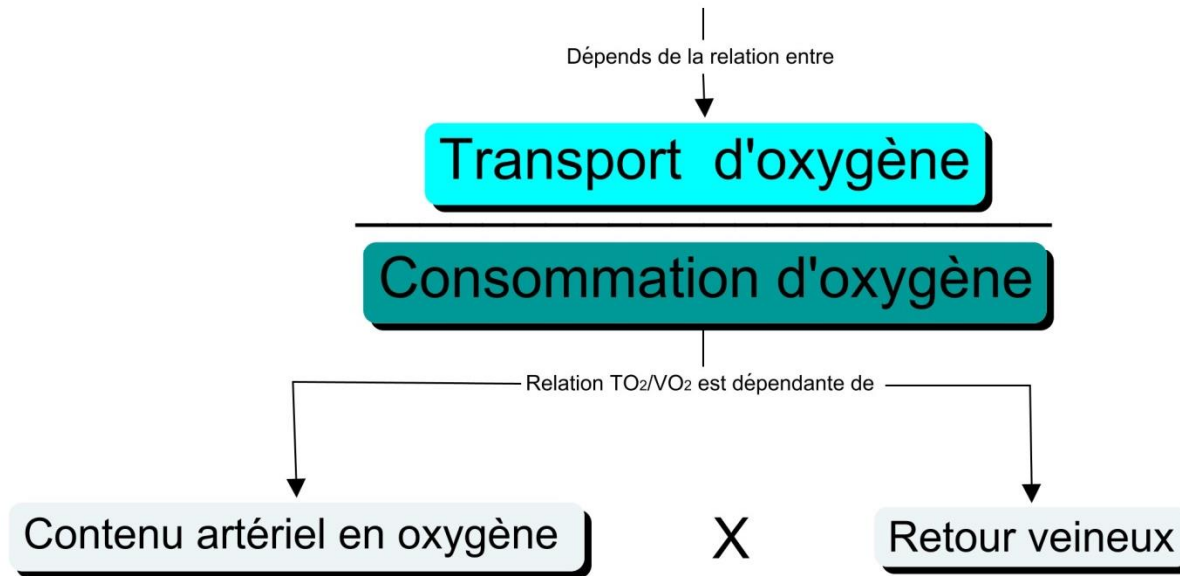 Dépends de la relation entre
Transport d'oxygène
Consommation d'oxygène
Relation TO₂/VO₂ est dépendante de
Contenu artériel en oxygène X Retour veineux